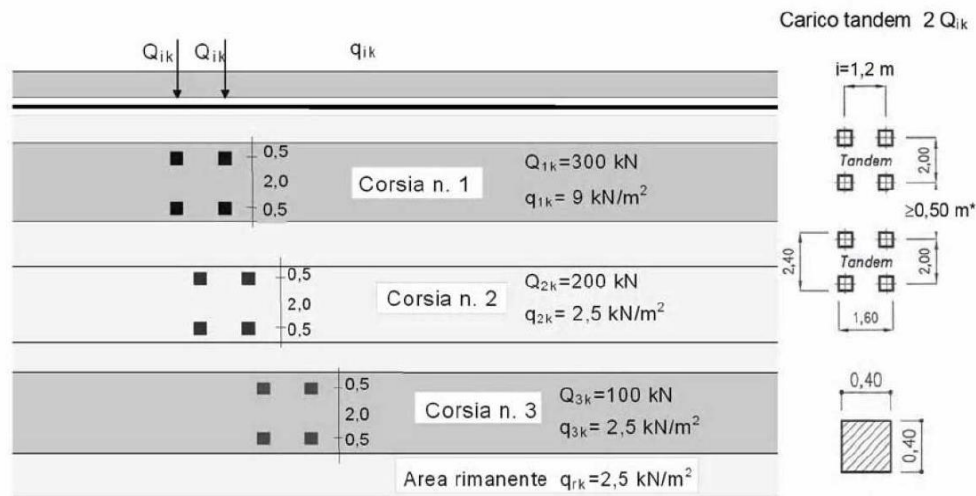 Carico tandem 2 Qik
Qik Qik qik
i=1,2 m
0,5
2,0
0,5
Corsia n. 1
Q1k=300 kN
q1k= 9 kN/m²
Tandem
2,00
≥0,50 m*
0,5
2,0
0,5
Corsia n. 2
Q2k=200 kN
q2k= 2,5 kN/m²
2,40
Tandem
2,00
1,60
0,5
2,0
0,5
Corsia n. 3
Q3k=100 kN
q3k= 2,5 kN/m²
0,40
0,40
Area rimanente qrk=2,5 kN/m²